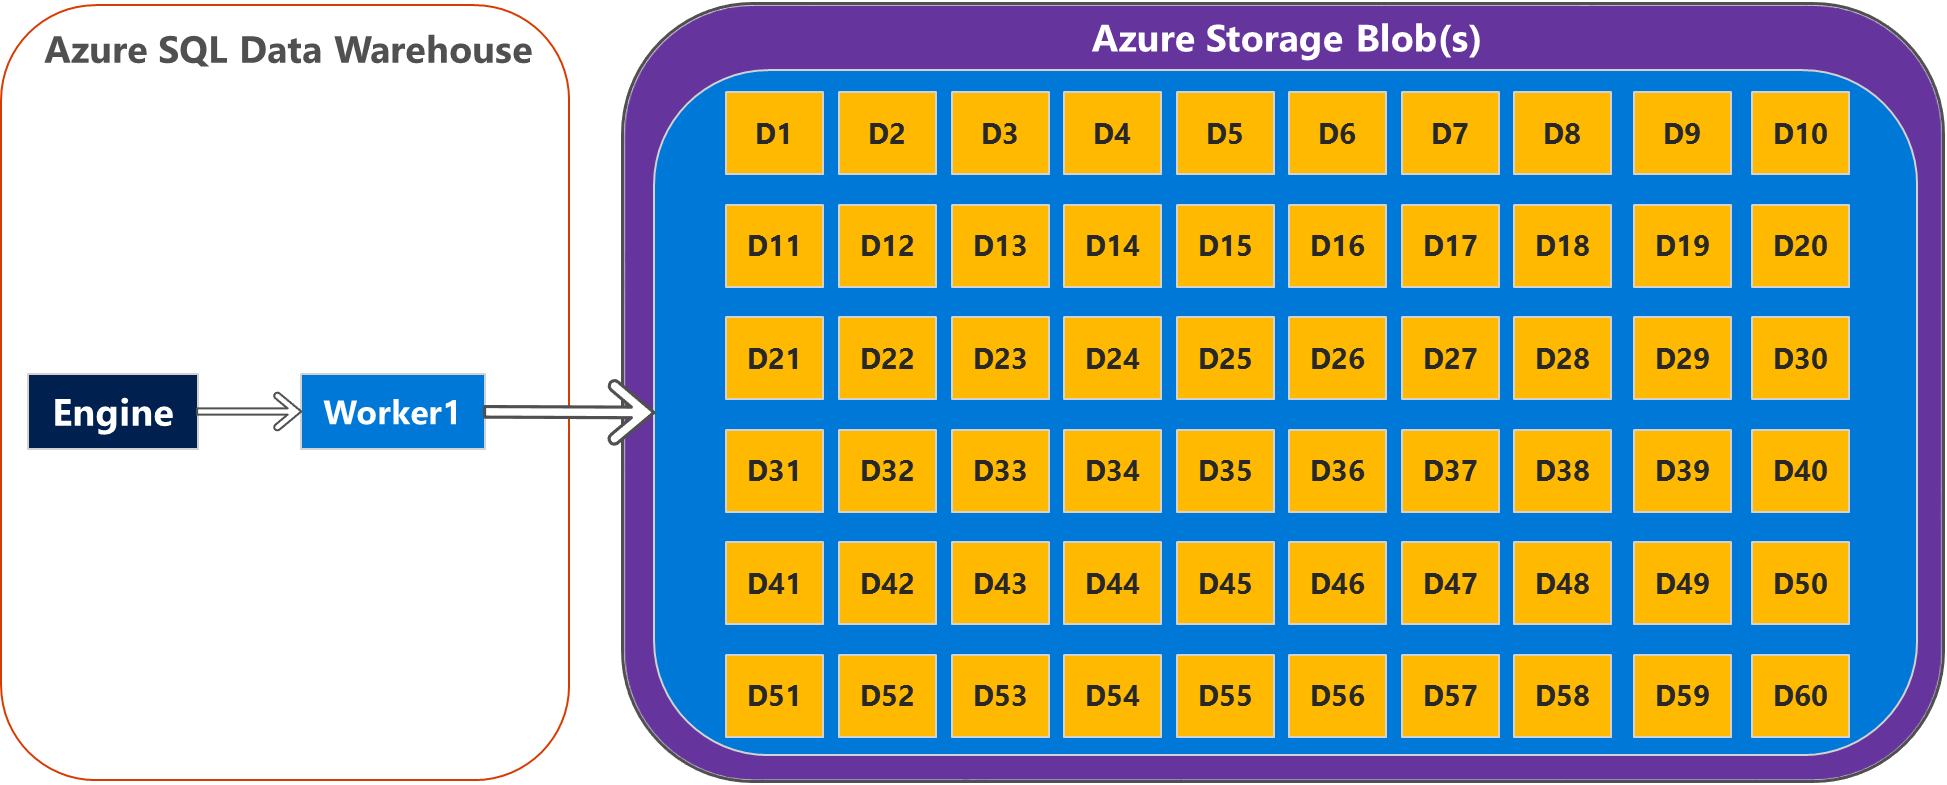 Azure SQL Data Warehouse
Engine
Worker1
Azure Storage Blob(s)
D1 D2 D3 D4 D5 D6 D7 D8 D9 D10
D11 D12 D13 D14 D15 D16 D17 D18 D19 D20
D21 D22 D23 D24 D25 D26 D27 D28 D29 D30
D31 D32 D33 D34 D35 D36 D37 D38 D39 D40
D41 D42 D43 D44 D45 D46 D47 D48 D49 D50
D51 D52 D53 D54 D55 D56 D57 D58 D59 D60